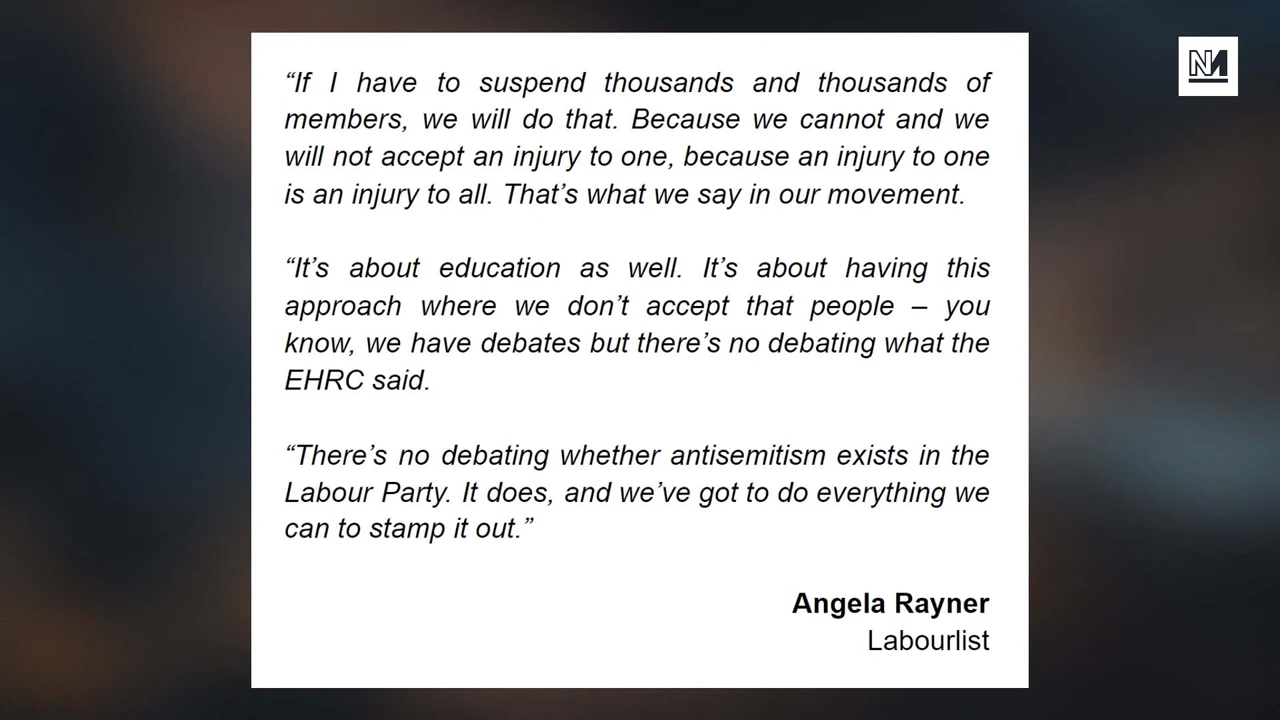 “If I have to suspend thousands and thousands of
members, we will do that. Because we cannot and we
will not accept an injury to one, because an injury to one
is an injury to all. That’s what we say in our movement.
“It’s about education as well. It’s about having this
approach where we don’t accept that people – you
know, we have debates but there’s no debating what the
EHRC said.
“There’s no debating whether antisemitism exists in the
Labour Party. It does, and we’ve got to do everything we
can to stamp it out.”
Angela Rayner
Labourlist